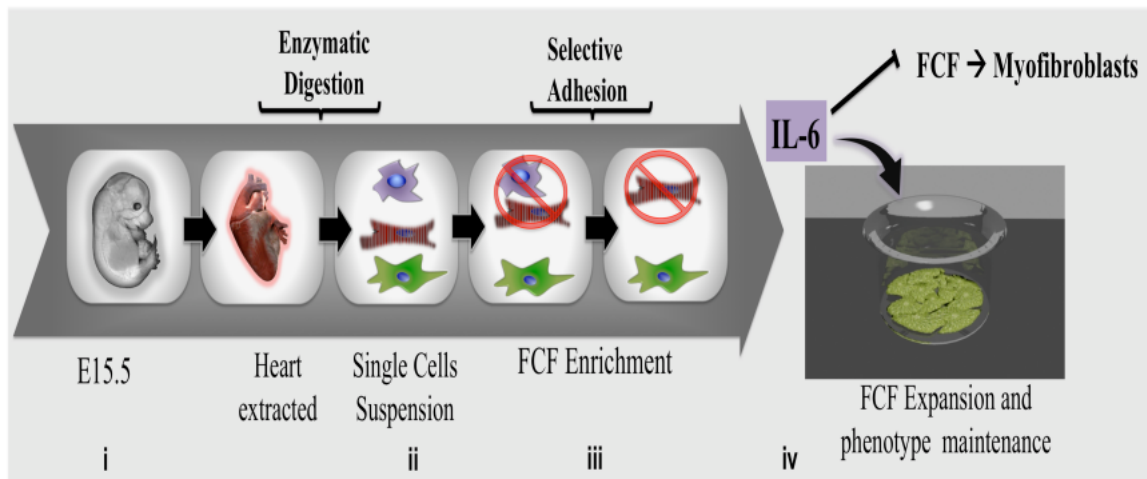 Enzymatic
Digestion
Selective
Adhesion
FCF → Myofibroblasts
IL-6
E15.5
Heart
extracted
Single Cells
Suspension
FCF Enrichment
FCF Expansion and
phenotype maintenance
i
ii
iii
iv